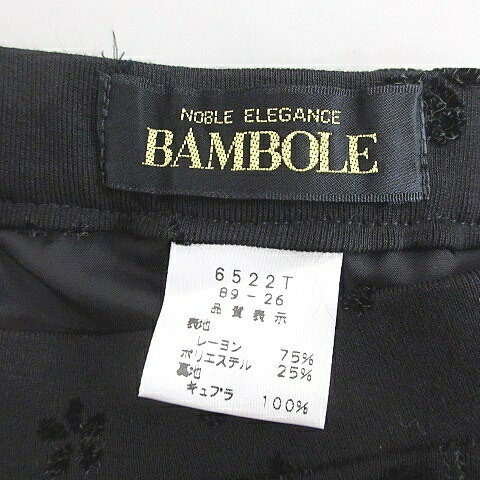 NOBLE ELEGANCE
BAMBOLE
6522T
89-26
品質表示
表地
レーヨン 75%
ポリエステル 25%
裏地
キュプラ 100%